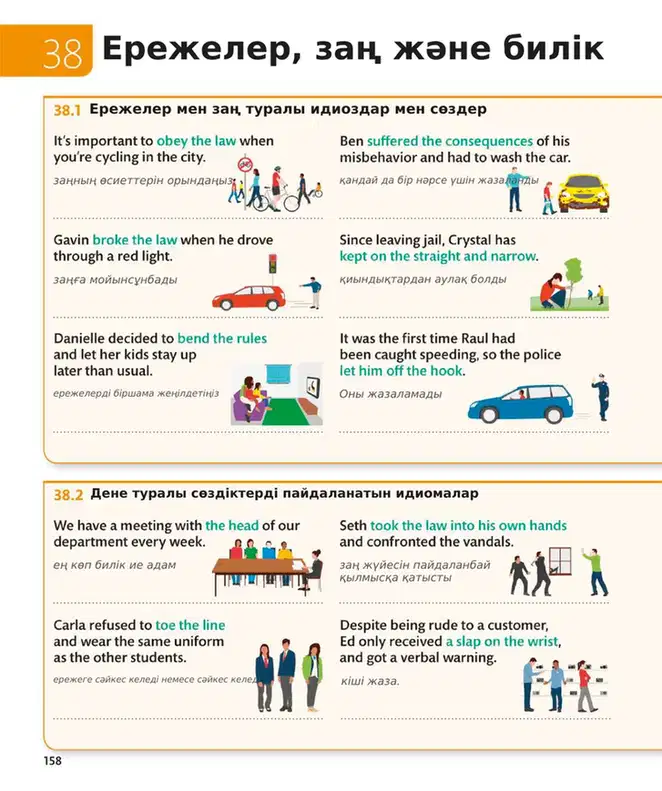 38 Ережелер, заң және билік
38.1 Ережелер мен заң туралы идиоздар мен сөздер
It's important to obey the law when
you're cycling in the city.
заңның өсиеттерін орындаңыз
Ben suffered the consequences of his
misbehavior and had to wash the car.
қандай да бір нәрсе үшін жазаланды
Gavin broke the law when he drove
through a red light.
заңға мойынсұнбады
Since leaving jail, Crystal has
kept on the straight and narrow.
қиындықтардан аулақ болды
Danielle decided to bend the rules
and let her kids stay up
later than usual.
ережелерді біршама жеңілдетіңіз
It was the first time Raul had
been caught speeding, so the police
let him off the hook.
Оны жазаламады
38.2 Дене туралы сөздіктерді пайдаланатын идиомалар
We have a meeting with the head of our
department every week.
ең көп билік ие адам
Seth took the law into his own hands
and confronted the vandals.
заң жүйесін пайдаланбай
қылмысқа қатысты
Carla refused to toe the line
and wear the same uniform
as the other students.
ережеге сәйкес келеді немесе сәйкес келед
Despite being rude to a customer,
Ed only received a slap on the wrist,
and got a verbal warning.
кіші жаза.
158